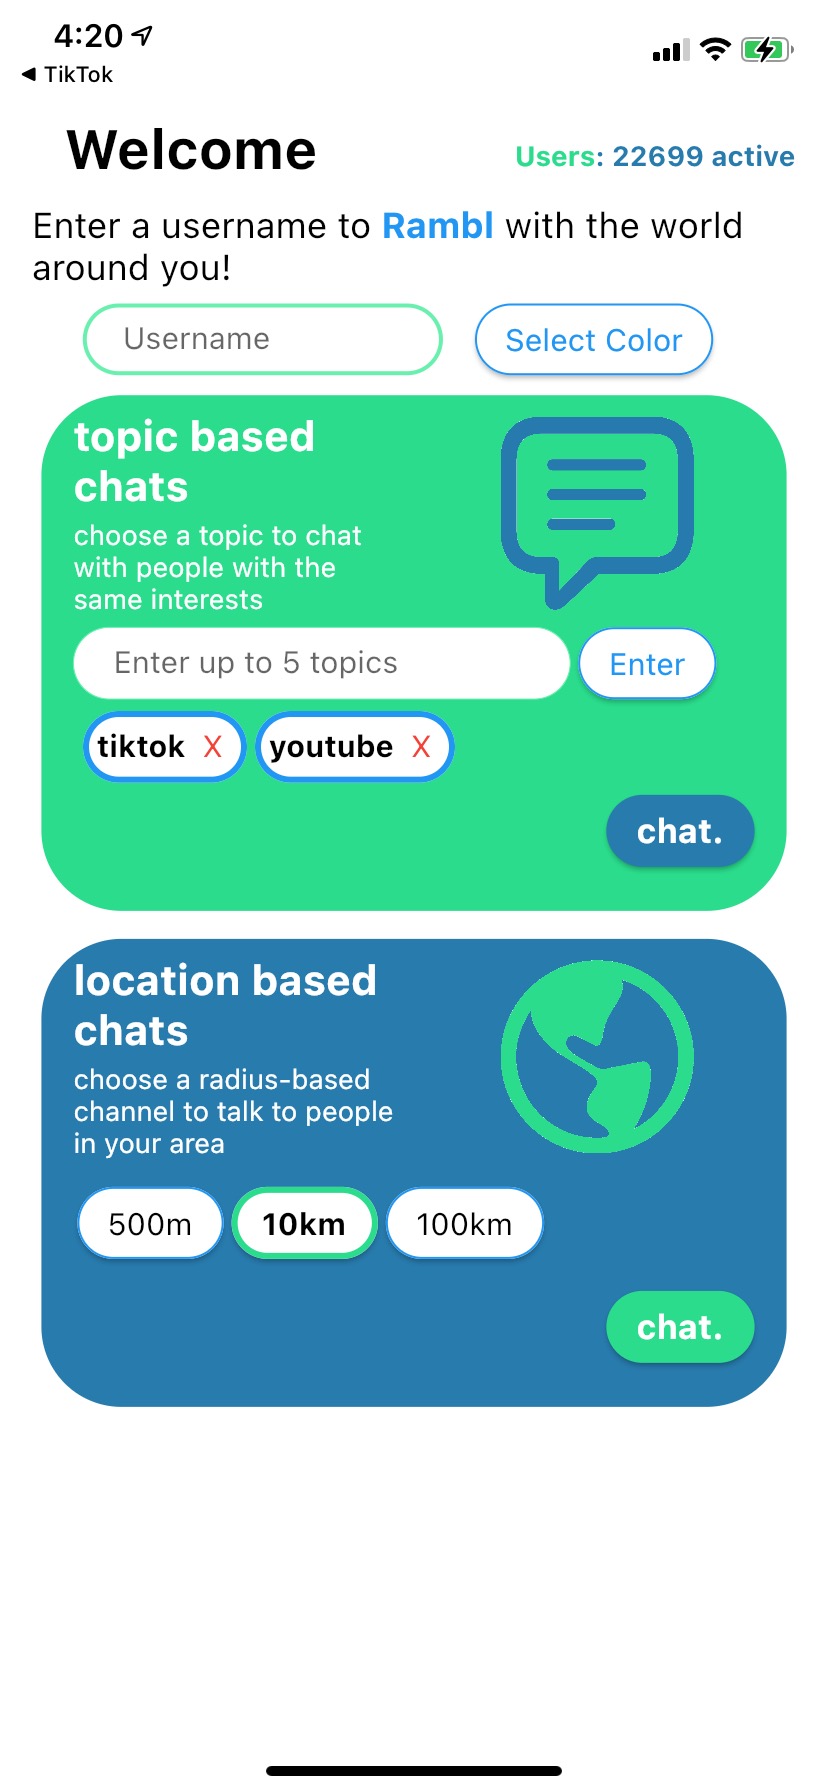 4:20
◀ TikTok
Welcome
Users: 22699 active
Enter a username to Rambl with the world
around you!
Username
Select Color
topic based
chats
choose a topic to chat
with people with the
same interests
Enter up to 5 topics
Enter
tiktok X
youtube X
chat.
location based
chats
choose a radius-based
channel to talk to people
in your area
500m
10km
100km
chat.